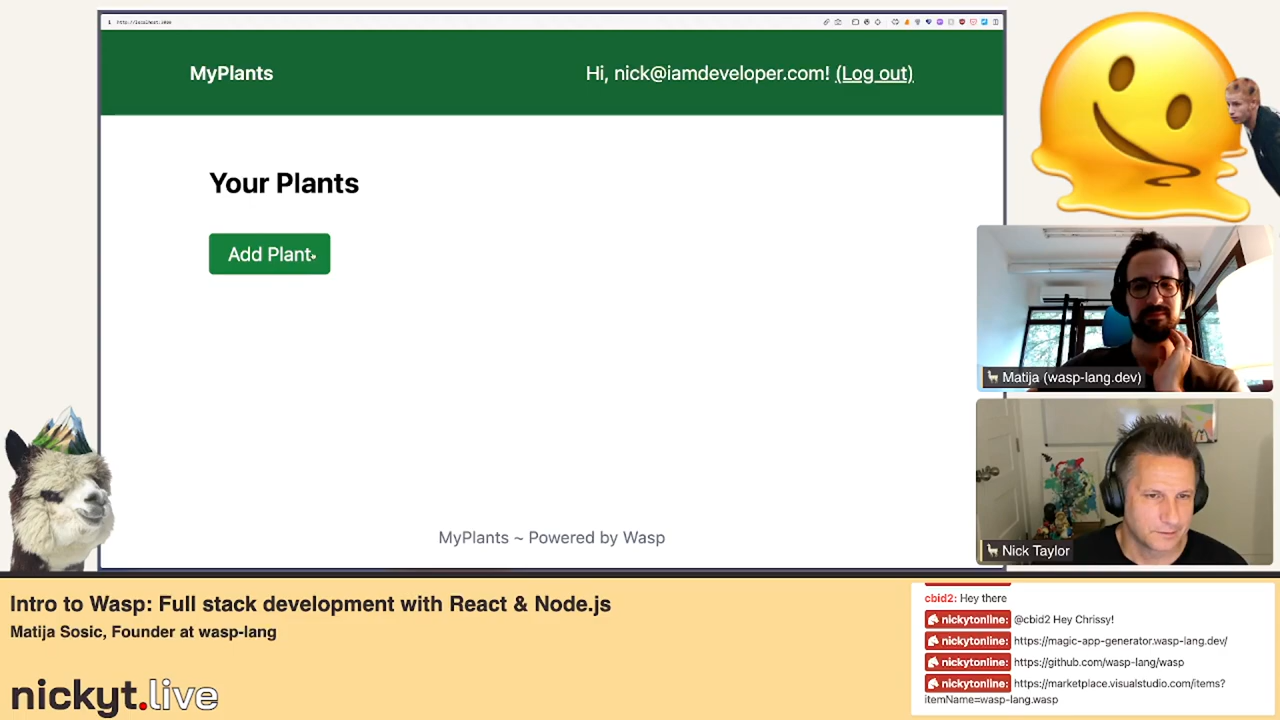 http://localhost:3000
MyPlants
Hi, nick@iamdeveloper.com! (Log out)
Your Plants
Add Plant
MyPlants ~ Powered by Wasp
Matija (wasp-lang.dev)
Nick Taylor
Intro to Wasp: Full stack development with React & Node.js
Matija Sosic, Founder at wasp-lang
nickyt.live
cbid2: Hey there
nickytonline: @cbid2 Hey Chrissy!
nickytonline: https://magic-app-generator.wasp-lang.dev/
nickytonline: https://github.com/wasp-lang/wasp
nickytonline: https://marketplace.visualstudio.com/items?
itemName=wasp-lang.wasp